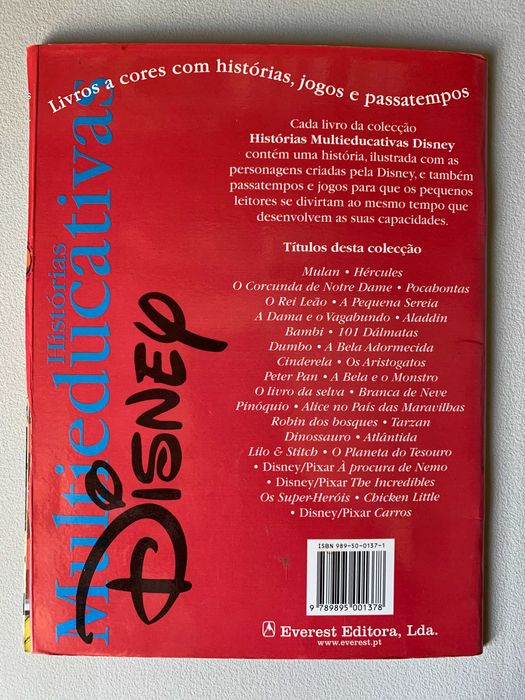 Livros a cores com histórias, jogos e passatempos
Histórias
Multieducativas
Disney
Cada livro da colecção
Histórias Multieducativas Disney
contém uma história, ilustrada com as
personagens criadas pela Disney, e também
passatempos e jogos para que os pequenos
leitores se divirtam ao mesmo tempo que
desenvolvem as suas capacidades.
Títulos desta colecção
Mulan • Hércules
O Corcunda de Notre Dame • Pocahontas
O Rei Leão • A Pequena Sereia
A Dama e o Vagabundo • Aladdin
Bambi • 101 Dálmatas
Dumbo • A Bela Adormecida
Cinderela • Os Aristogatos
Peter Pan • A Bela e o Monstro
O livro da selva • Branca de Neve
Pinóquio • Alice no País das Maravilhas
Robin dos bosques • Tarzan
Dinossauro • Atlântida
Lilo & Stitch • O Planeta do Tesouro
• Disney/Pixar À procura de Nemo
• Disney/Pixar The Incredibles
Os Super-Heróis • Chicken Little
• Disney/Pixar Carros
ISBN 989-50-0137-1
9 789895 001378
Everest Editora, Lda.
www.everest.pt